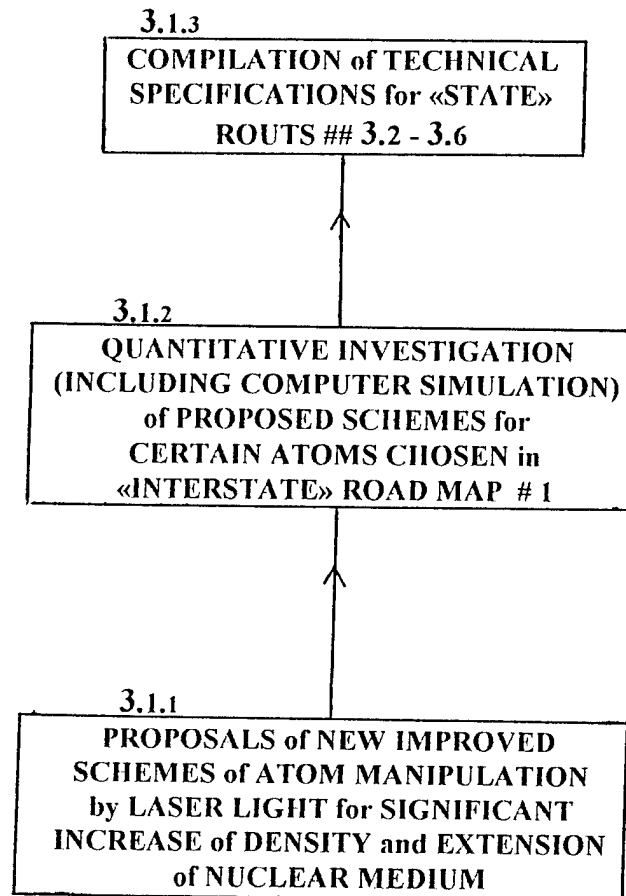 3.1.3
COMPILATION of TECHNICAL
SPECIFICATIONS for «STATE»
ROUTS ## 3.2 - 3.6
3.1.2
QUANTITATIVE INVESTIGATION
(INCLUDING COMPUTER SIMULATION)
of PROPOSED SCHEMES for
CERTAIN ATOMS CHOSEN in
«INTERSTATE» ROAD MAP # 1
3.1.1
PROPOSALS of NEW IMPROVED
SCHEMES of ATOM MANIPULATION
by LASER LIGHT for SIGNIFICANT
INCREASE of DENSITY and EXTENSION
of NUCLEAR MEDIUM